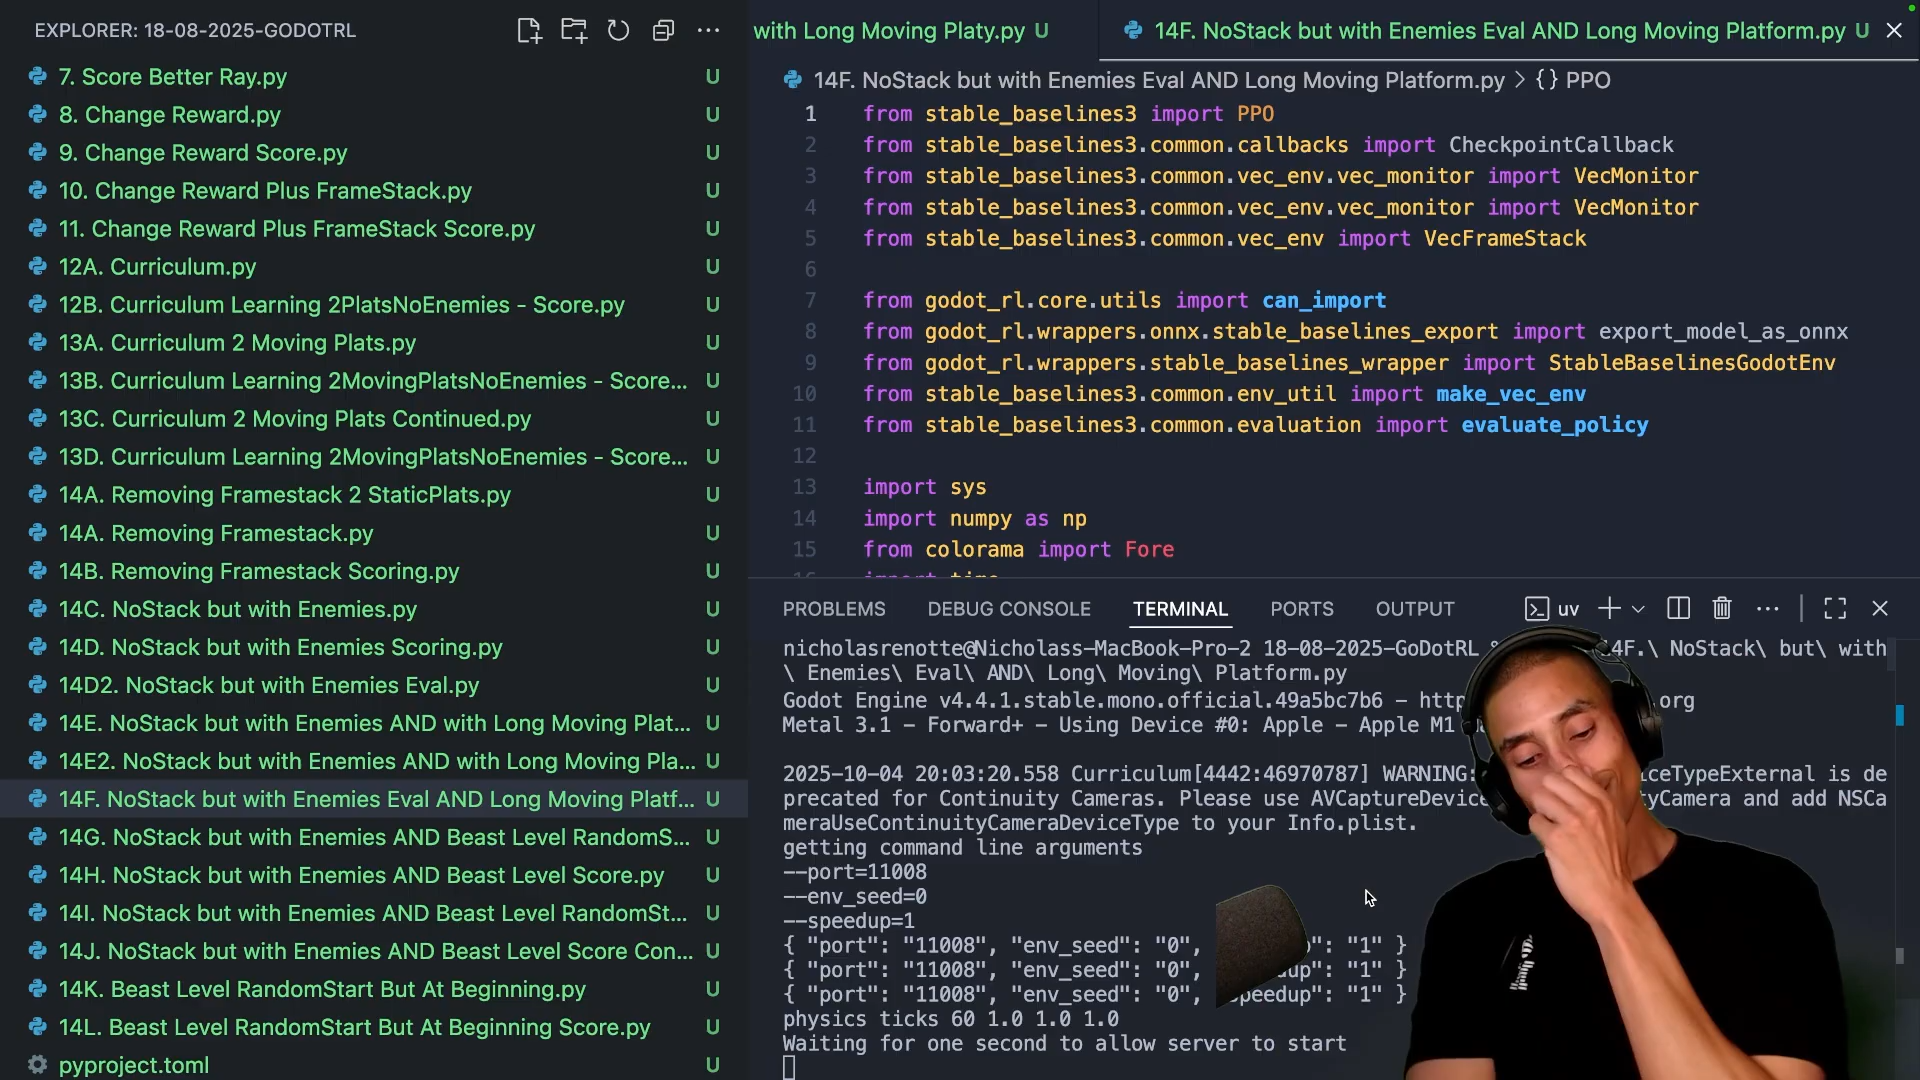 EXPLORER: 18-08-2025-GODOTRL
7. Score Better Ray.py U
8. Change Reward.py U
9. Change Reward Score.py U
10. Change Reward Plus FrameStack.py U
11. Change Reward Plus FrameStack Score.py U
12A. Curriculum.py U
12B. Curriculum Learning 2PlatsNoEnemies - Score.py U
13A. Curriculum 2 Moving Plats.py U
13B. Curriculum Learning 2MovingPlatsNoEnemies - Score... U
13C. Curriculum 2 Moving Plats Continued.py U
13D. Curriculum Learning 2MovingPlatsNoEnemies - Score... U
14A. Removing Framestack 2 StaticPlats.py U
14A. Removing Framestack.py U
14B. Removing Framestack Scoring.py U
14C. NoStack but with Enemies.py U
14D. NoStack but with Enemies Scoring.py U
14D2. NoStack but with Enemies Eval.py U
14E. NoStack but with Enemies AND with Long Moving Plat... U
14E2. NoStack but with Enemies AND with Long Moving Pla... U
14F. NoStack but with Enemies Eval AND Long Moving Platf... U
14G. NoStack but with Enemies AND Beast Level RandomS... U
14H. NoStack but with Enemies AND Beast Level Score.py U
14I. NoStack but with Enemies AND Beast Level RandomSt... U
14J. NoStack but with Enemies AND Beast Level Score Con... U
14K. Beast Level RandomStart But At Beginning.py U
14L. Beast Level RandomStart But At Beginning Score.py U
pyproject.toml U
with Long Moving Platy.py U
14F. NoStack but with Enemies Eval AND Long Moving Platform.py U
14F. NoStack but with Enemies Eval AND Long Moving Platform.py > {} PPO
1 from stable_baselines3 import PPO
2 from stable_baselines3.common.callbacks import CheckpointCallback
3 from stable_baselines3.common.vec_env.vec_monitor import VecMonitor
4 from stable_baselines3.common.vec_env.vec_monitor import VecMonitor
5 from stable_baselines3.common.vec_env import VecFrameStack
6
7 from godot_rl.core.utils import can_import
8 from godot_rl.wrappers.onnx.stable_baselines_export import export_model_as_onnx
9 from godot_rl.wrappers.stable_baselines_wrapper import StableBaselinesGodotEnv
10 from stable_baselines3.common.env_util import make_vec_env
11 from stable_baselines3.common.evaluation import evaluate_policy
12
13 import sys
14 import numpy as np
15 from colorama import Fore
16 import time
PROBLEMS DEBUG CONSOLE TERMINAL PORTS OUTPUT uv
nicholasrenotte@Nicholass-MacBook-Pro-2 18-08-2025-GoDotRL 14F.\ NoStack\ but\ with
\ Enemies\ Eval\ AND\ Long\ Moving\ Platform.py
Godot Engine v4.4.1.stable.mono.official.49a5bc7b6 - .org
Metal 3.1 - Forward+ - Using Device #0: Apple - Apple M1
2025-10-04 20:03:20.558 Curriculum[4442:46970787] WARNING: iceTypeExternal is de
precated for Continuity Cameras. Please use AVCaptureDevice yCamera and add NSCa
meraUseContinuityCameraDeviceType to your Info.plist.
getting command line arguments
--port=11008
--env_seed=0
--speedup=1
{ "port": "11008", "env_seed": "0", ": "1" }
{ "port": "11008", "env_seed": "0", dup": "1" }
{ "port": "11008", "env_seed": "0", speedup": "1" }
physics ticks 60 1.0 1.0 1.0
Waiting for one second to allow server to start